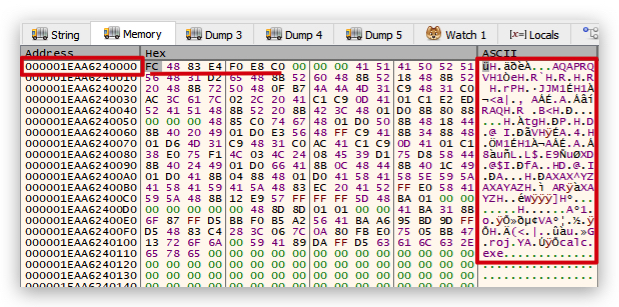 String Memory Dump 3 Dump 4 Dump 5 Watch 1 [x=] Locals
Address Hex ASCII
000001EAA6240000 FC 48 83 E4 F0 E8 C0 00 00 00 41 51 41 50 52 51 üH.äðèÀ...AQAPRQ
000001EAA6240010 56 48 31 D2 65 48 8B 52 60 48 8B 52 18 48 8B 52 VH1ÒeH.R`H.R.H.R
000001EAA6240020 20 48 8B 72 50 48 0F B7 4A 4A 4D 31 C9 48 31 C0  H.rPH.·JJM1ÉH1À
000001EAA6240030 AC 3C 61 7C 02 2C 20 41 C1 C9 0D 41 01 C1 E2 ED ¬<a|., AÁÉ.A.Áâí
000001EAA6240040 52 41 51 48 8B 52 20 8B 42 3C 48 01 D0 8B 80 88 RAQH.R .B<H.Ð...
000001EAA6240050 00 00 00 48 85 C0 74 67 48 01 D0 50 8B 48 18 44 ...H.ÀtgH.ÐP.H.D
000001EAA6240060 8B 40 20 49 01 D0 E3 56 48 FF C9 41 8B 34 88 48 .@ I.ÐãVHÿÉA.4.H
000001EAA6240070 01 D6 4D 31 C9 48 31 C0 AC 41 C1 C9 0D 41 01 C1 .ÖM1ÉH1À¬AÁÉ.A.Á
000001EAA6240080 38 E0 75 F1 4C 03 4C 24 08 45 39 D1 75 D8 58 44 8àuñL.L$.E9ÑuØXD
000001EAA6240090 8B 40 24 49 01 D0 66 41 8B 0C 48 44 8B 40 1C 49 .@$I.ÐfA..HD.@.I
000001EAA62400A0 01 D0 41 8B 04 88 48 01 D0 41 58 41 58 5E 59 5A .ÐA...H.ÐAXAX^YZ
000001EAA62400B0 41 58 41 59 41 5A 48 83 EC 20 41 52 FF E0 58 41 AXAYAZH.ì ARÿàXA
000001EAA62400C0 59 5A 48 8B 12 E9 57 FF FF FF 5D 48 BA 01 00 00 YZH..éWÿÿÿ]Hº...
000001EAA62400D0 00 00 00 00 00 48 8D 8D 01 01 00 00 41 BA 31 8B .....H......Aº1.
000001EAA62400E0 6F 87 FF D5 BB F0 B5 A2 56 41 BA A6 95 BD 9D FF o.ÿÕ»ðµ¢VAº¦.½.ÿ
000001EAA62400F0 D5 48 83 C4 28 3C 06 7C 0A 80 FB E0 75 05 BB 47 ÕH.Ä(<.|..ûàu.»G
000001EAA6240100 13 72 6F 6A 00 59 41 89 DA FF D5 63 61 6C 63 2E .roj.YA.ÚÿÕcalc.
000001EAA6240110 65 78 65 00 00 00 00 00 00 00 00 00 00 00 00 00 exe.............
000001EAA6240120 00 00 00 00 00 00 00 00 00 00 00 00 00 00 00 00 ................
000001EAA6240130 00 00 00 00 00 00 00 00 00 00 00 00 00 00 00 00 ................